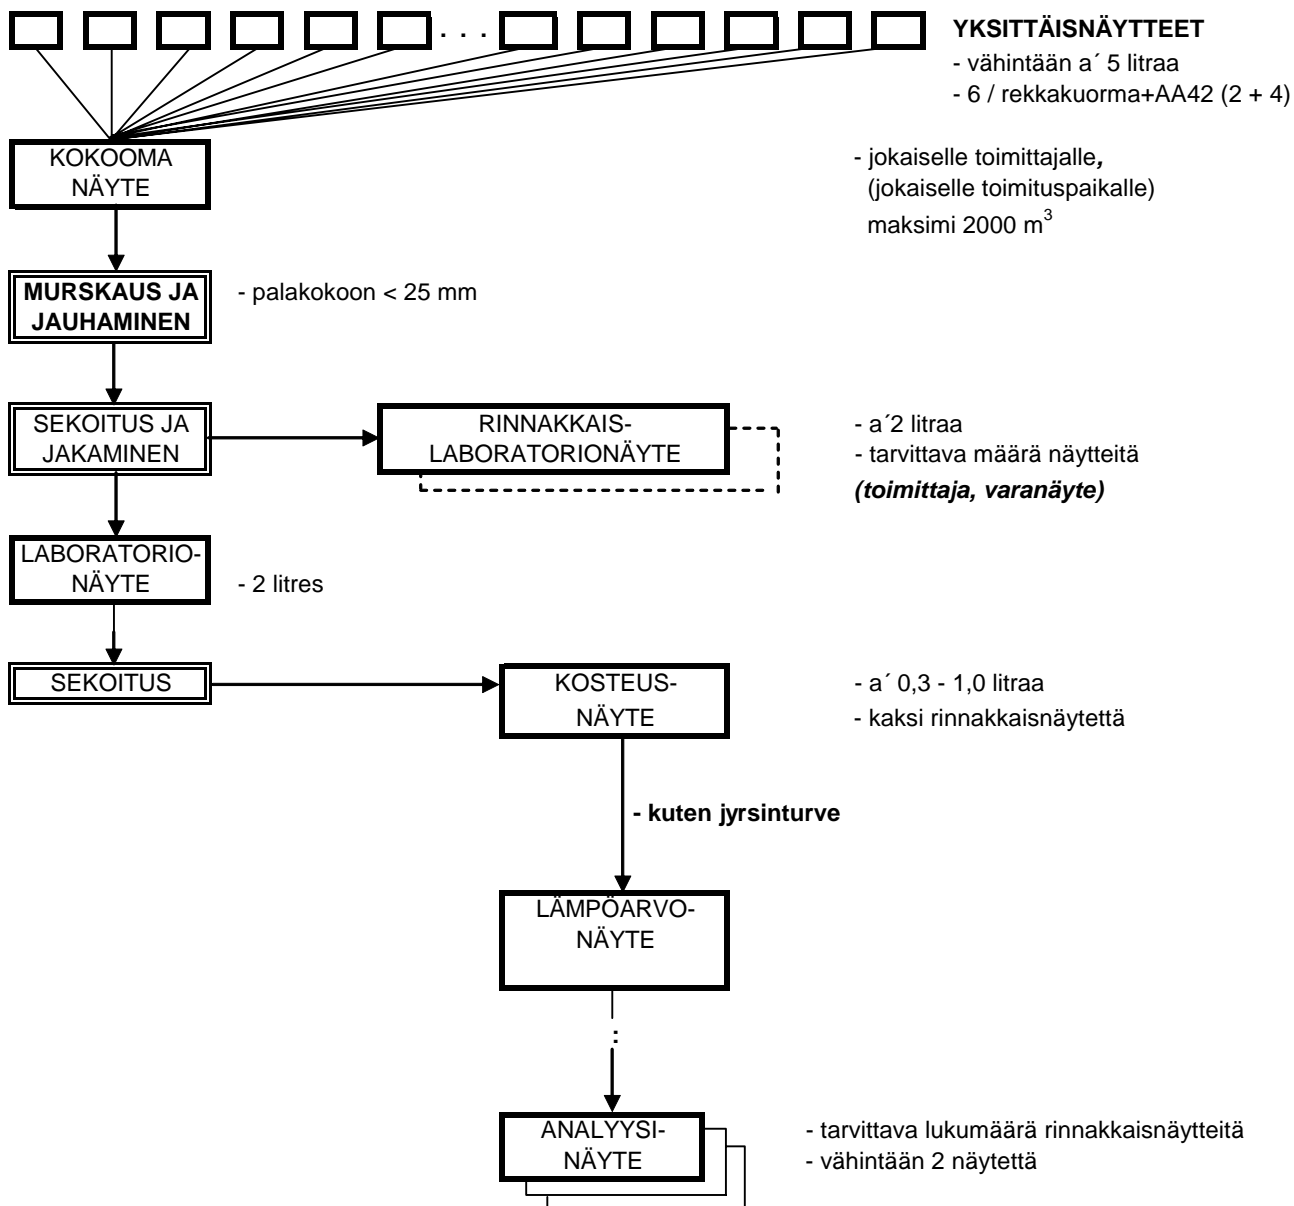 . . .
YKSITTÄISNÄYTTEET
- vähintään a´ 5 litraa
- 6 / rekkakuorma+AA42 (2 + 4)
KOKOOMA
NÄYTE
- jokaiselle toimittajalle,
(jokaiselle toimituspaikalle)
maksimi 2000 m³
MURSKAUS JA
JAUHAMINEN
- palakokoon < 25 mm
SEKOITUS JA
JAKAMINEN
RINNAKKAIS-
LABORATORIONÄYTE
- a´2 litraa
- tarvittava määrä näytteitä
(toimittaja, varanäyte)
LABORATORIO-
NÄYTE
- 2 litres
SEKOITUS
KOSTEUS-
NÄYTE
- a´ 0,3 - 1,0 litraa
- kaksi rinnakkaisnäytettä
- kuten jyrsinturve
LÄMPÖARVO-
NÄYTE
:
ANALYYSI-
NÄYTE
- tarvittava lukumäärä rinnakkaisnäytteitä
- vähintään 2 näytettä